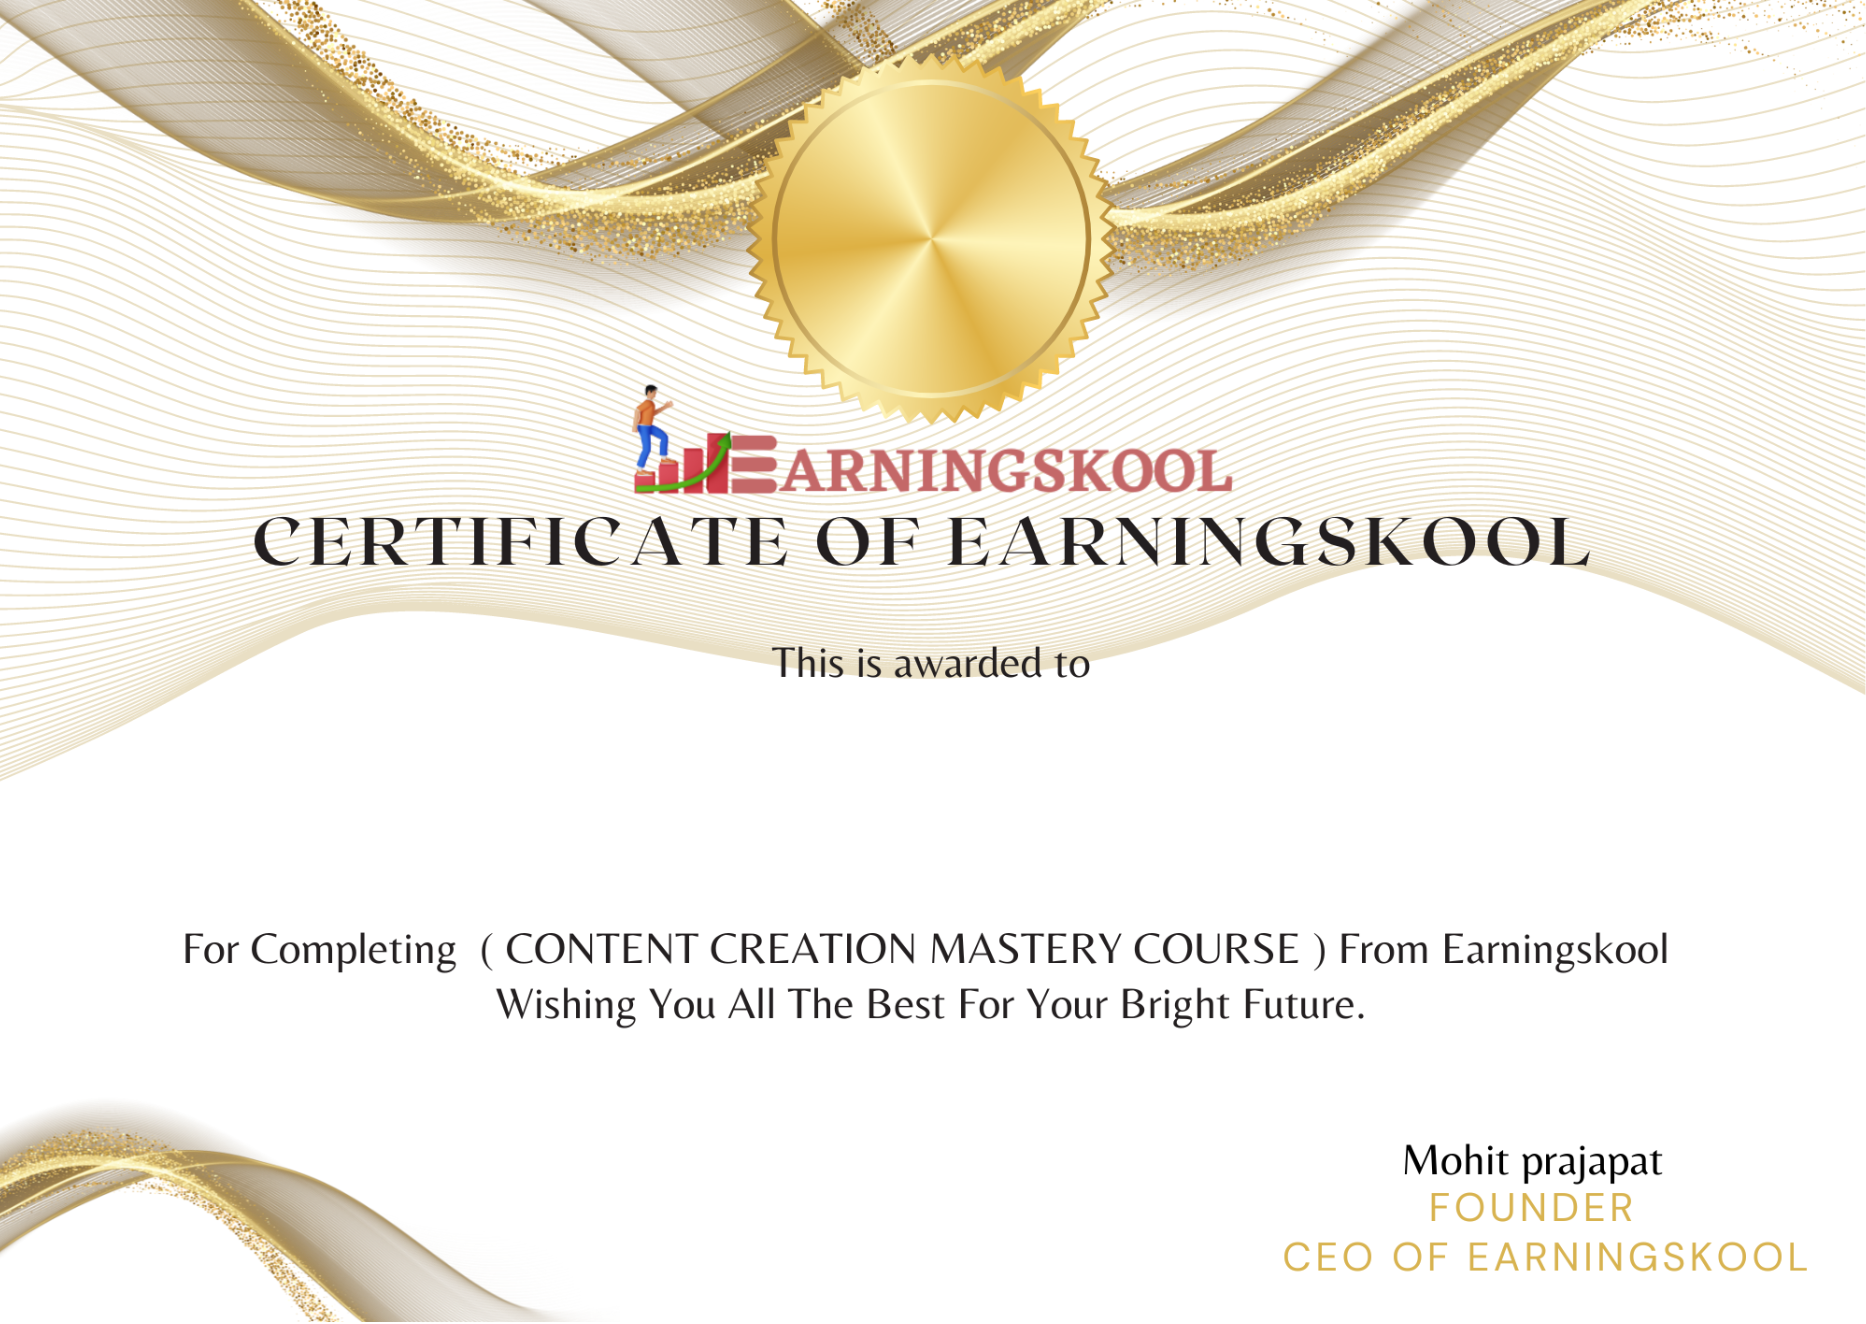 EARNINGSKOOL
CERTIFICATE OF EARNINGSKOOL
This is awarded to
For Completing ( CONTENT CREATION MASTERY COURSE ) From Earningskool
Wishing You All The Best For Your Bright Future.
Mohit prajapat
FOUNDER
CEO OF EARNINGSKOOL